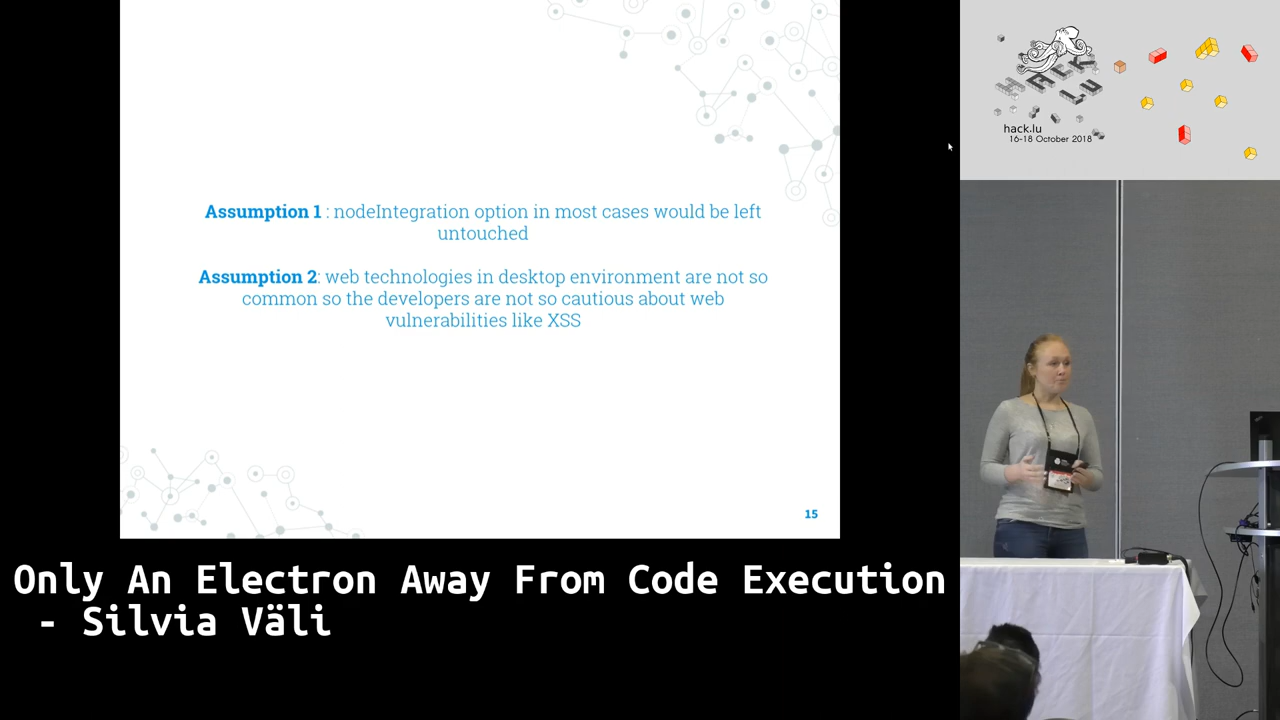 Assumption 1 : nodeIntegration option in most cases would be left
untouched
Assumption 2: web technologies in desktop environment are not so
common so the developers are not so cautious about web
vulnerabilities like XSS
15
Only An Electron Away From Code Execution
- Silvia Väli
HACK
LU
hack.lu
16-18 October 2018